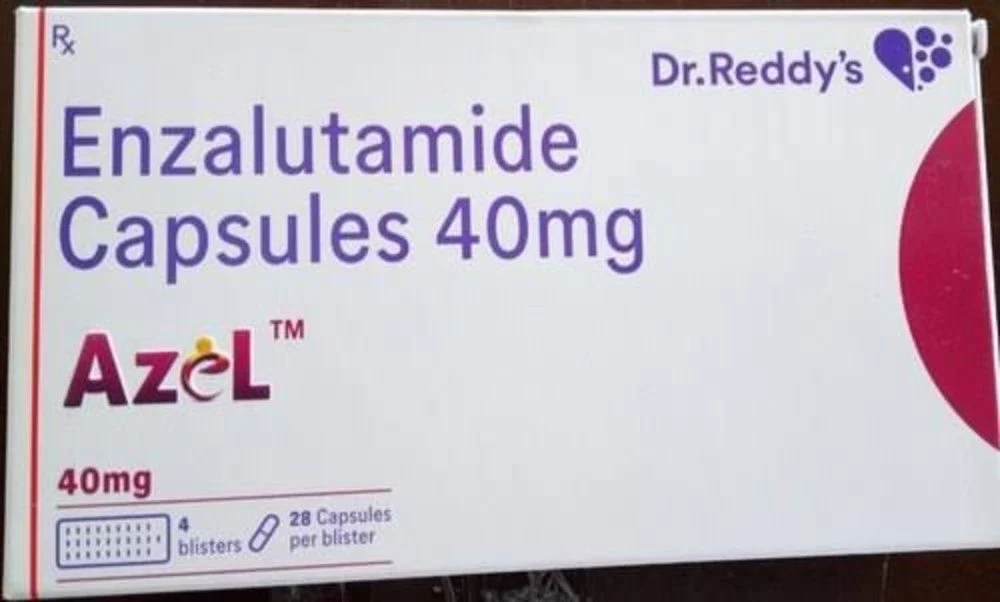 Rx
Dr.Reddy's
Enzalutamide
Capsules 40mg
AzeL™
40mg
4
blisters
28 Capsules
per blister